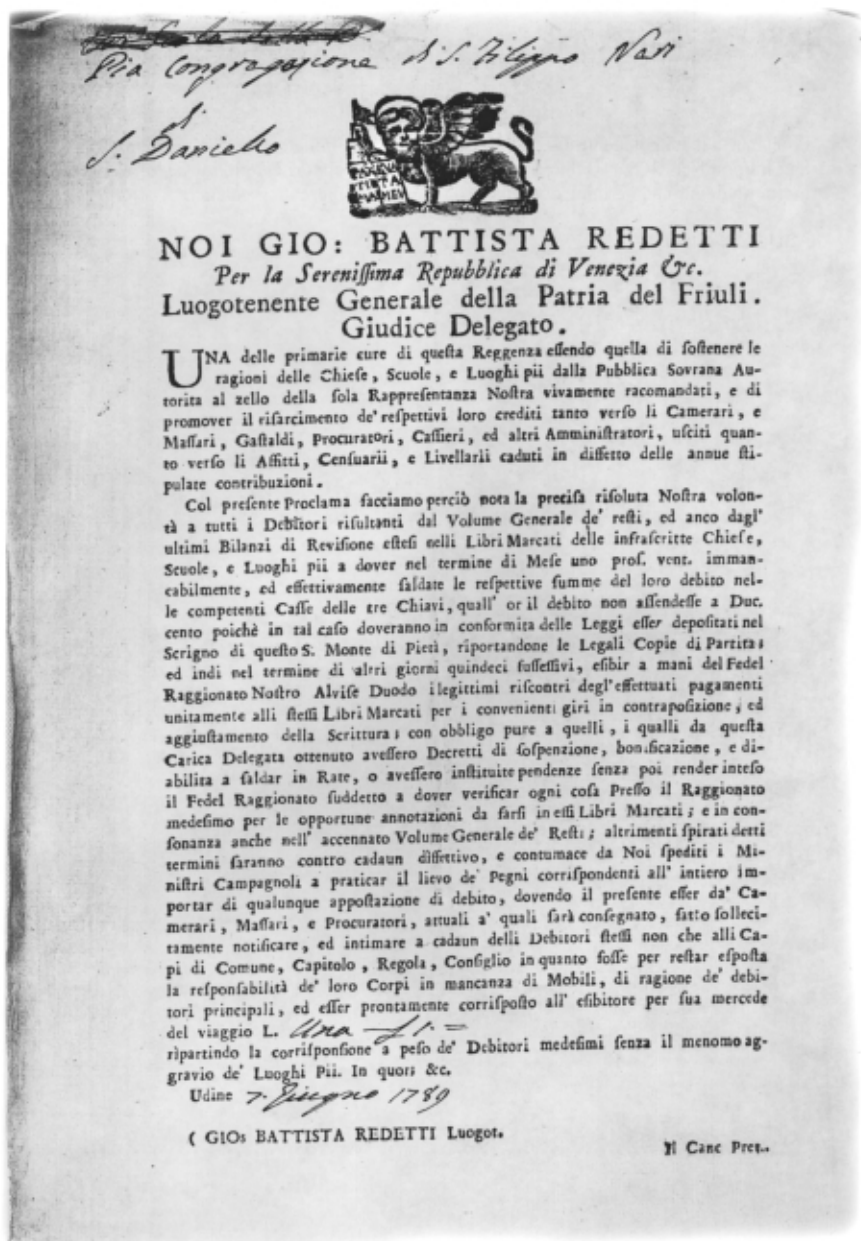 Pia Congregazione di S. Filippo Neri
di
S. Daniello
NOI GIO: BATTISTA REDETTI
Per la Serenissima Repubblica di Venezia &c.
Luogotenente Generale della Patria del Friuli.
Giudice Delegato.
UNA delle primarie cure di questa Reggenza essendo quella di sostenere le
ragioni delle Chiese, Scuole, e Luoghi pii dalla Pubblica Sovrana Au-
torita al zello della sola Rappresentanza Nostra vivamente racomandati, e di
promover il risarcimento de' respettivi loro crediti tanto verso li Camerari, e
Massari, Gastaldi, Procuratori, Cassieri, ed altri Amministratori, usciti quan-
to verso li Affitti, Censuarii, e Livellarii caduti in diffetto delle annue sti-
pulate contribuzioni.
Col presente Proclama facciamo perciò nota la precisa risoluta Nostra volon-
tà a tutti i Debitori risultanti dal Volume Generale de' resti, ed anco dagl'
ultimi Bilanzi di Revisione estesi nelli Libri Marcati delle infrascritte Chiese,
Scuole, e Luoghi pii a dover nel termine di Mese uno pros. vent. imman-
cabilmente, ed effettivamente saldate le respettive summe del loro debito nel-
le competenti Casse delle tre Chiavi, quall' or il debito non assendesse a Duc.
cento poichè in tal caso doveranno in conformita delle Leggi esser depositati nel
Scrigno di questo S. Monte di Pietà, riportandone le Legali Copie di Partita;
ed indi nel termine di altri giorni quindeci sussessivi, esibir a mani del Fedel
Raggionato Nostro Alvise Duodo i legittimi riscontri degl' effettuati pagamenti
unitamente alli stessi Libri Marcati per i convenienti giri in contraposizione, ed
aggiustamento della Scrittura; con obbligo pure a quelli, i qualli da questa
Carica Delegata ottenuto avessero Decretti di sospenzione, bonificazione, e di-
abilita a saldar in Rate, o avessero instituite pendenze senza poi render inteso
il Fedel Raggionato suddetto a dover verificar ogni cosa Presso il Raggionato
medesimo per le opportune annotazioni da farsi in essi Libri Marcati; e in con-
sonanza anche nell' accennato Volume Generale de' Resti; altrimenti spirati detti
termini saranno contro cadaun diffettivo, e contumace da Noi spediti i Mi-
nistri Campagnoli a praticar il lievo de' Pegni corrispondenti all' intiero im-
portar di qualunque appostazione di debito, dovendo il presente esser da' Ca-
merari, Massari, e Procuratori, attuali a' quali sarà consegnato, fatto solleci-
tamente notificare, ed intimare a cadaun delli Debitori stessi non che alli Ca-
pi di Comune, Capitolo, Regola, Consiglio in quanto fosse per restar esposta
la responsabilità de' loro Corpi in mancanza di Mobili, di ragione de' debi-
tori principali, ed esser prontamente corrisposto all' esibitore per sua mercede
del viaggio L. Una
ripartindo la corrisponsione a peso de' Debitori medesimi senza il menomo ag-
gravio de' Luoghi Pii. In quor; &c.
Udine 7. Giugno 1789
( GIO: BATTISTA REDETTI Luogot.
Il Canc Pret.